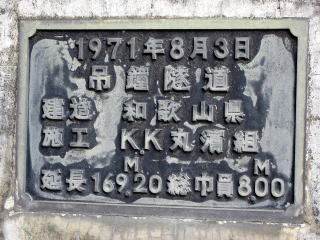 1971年8月3日
吊鐘隧道
建造 和歌山県
施工 KK丸濱組
延長169M20総巾員800M